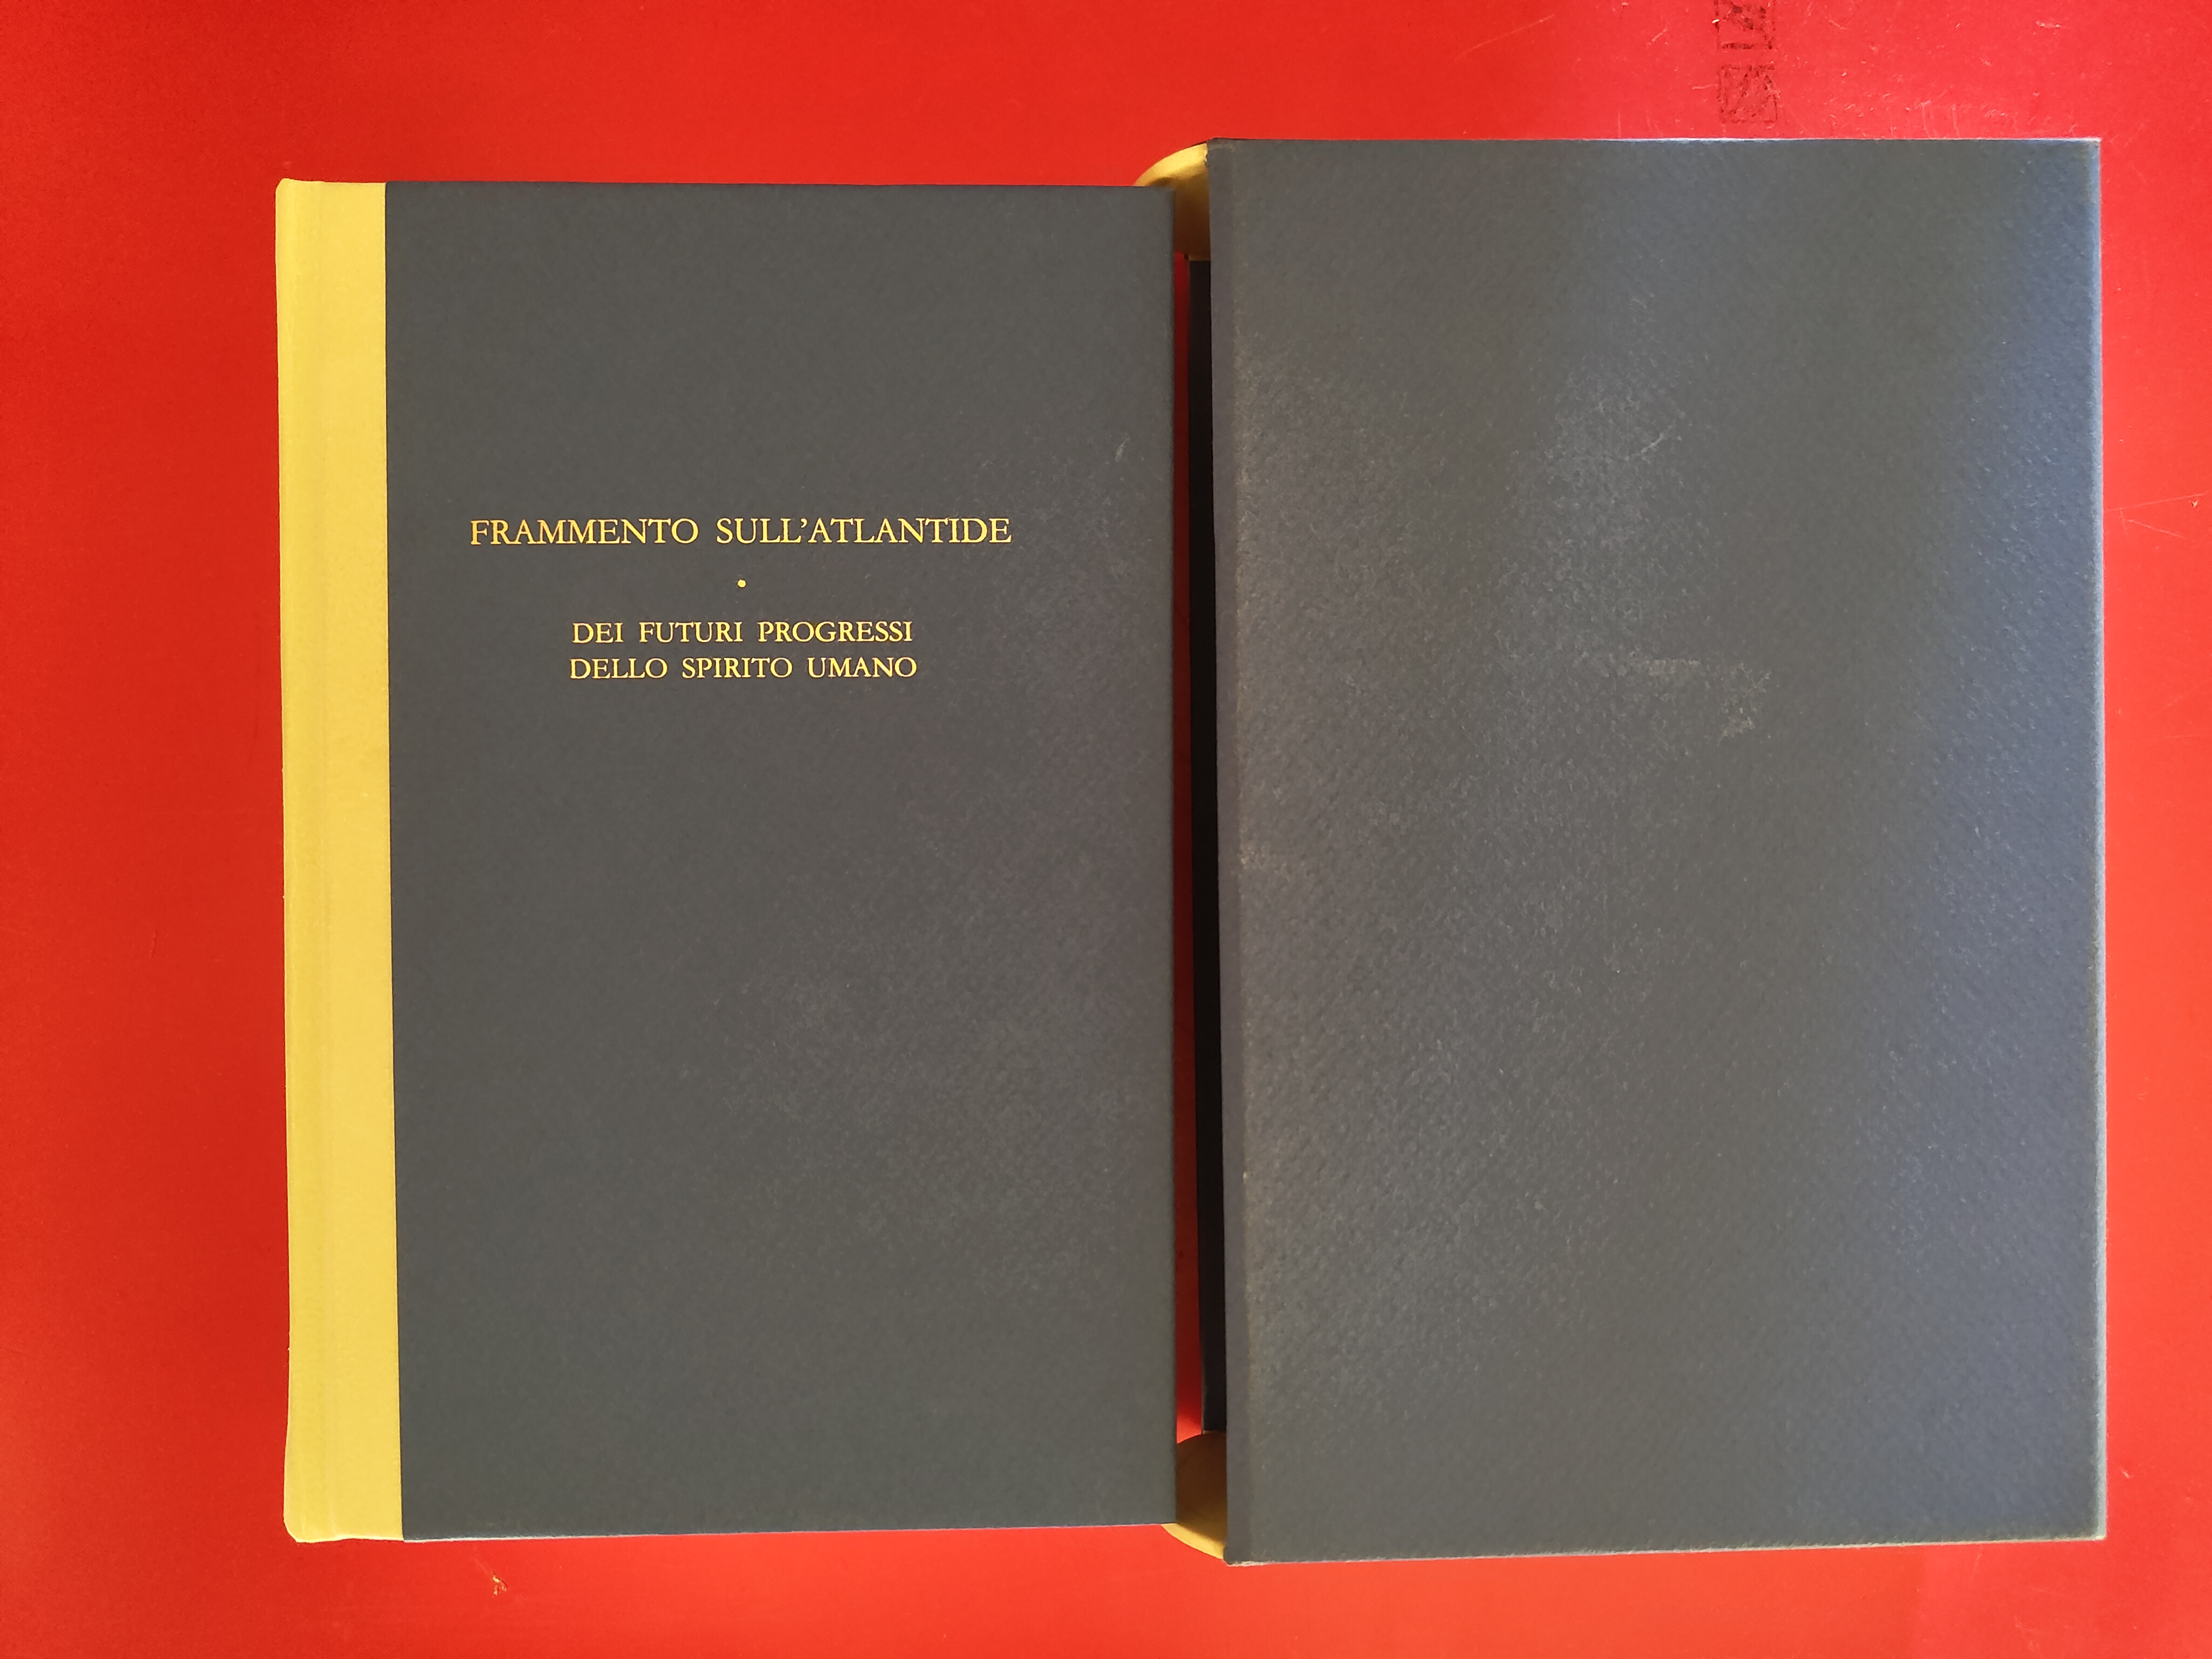 FRAMMENTO SULL'ATLANTIDE
DEI FUTURI PROGRESSI
DELLO SPIRITO UMANO